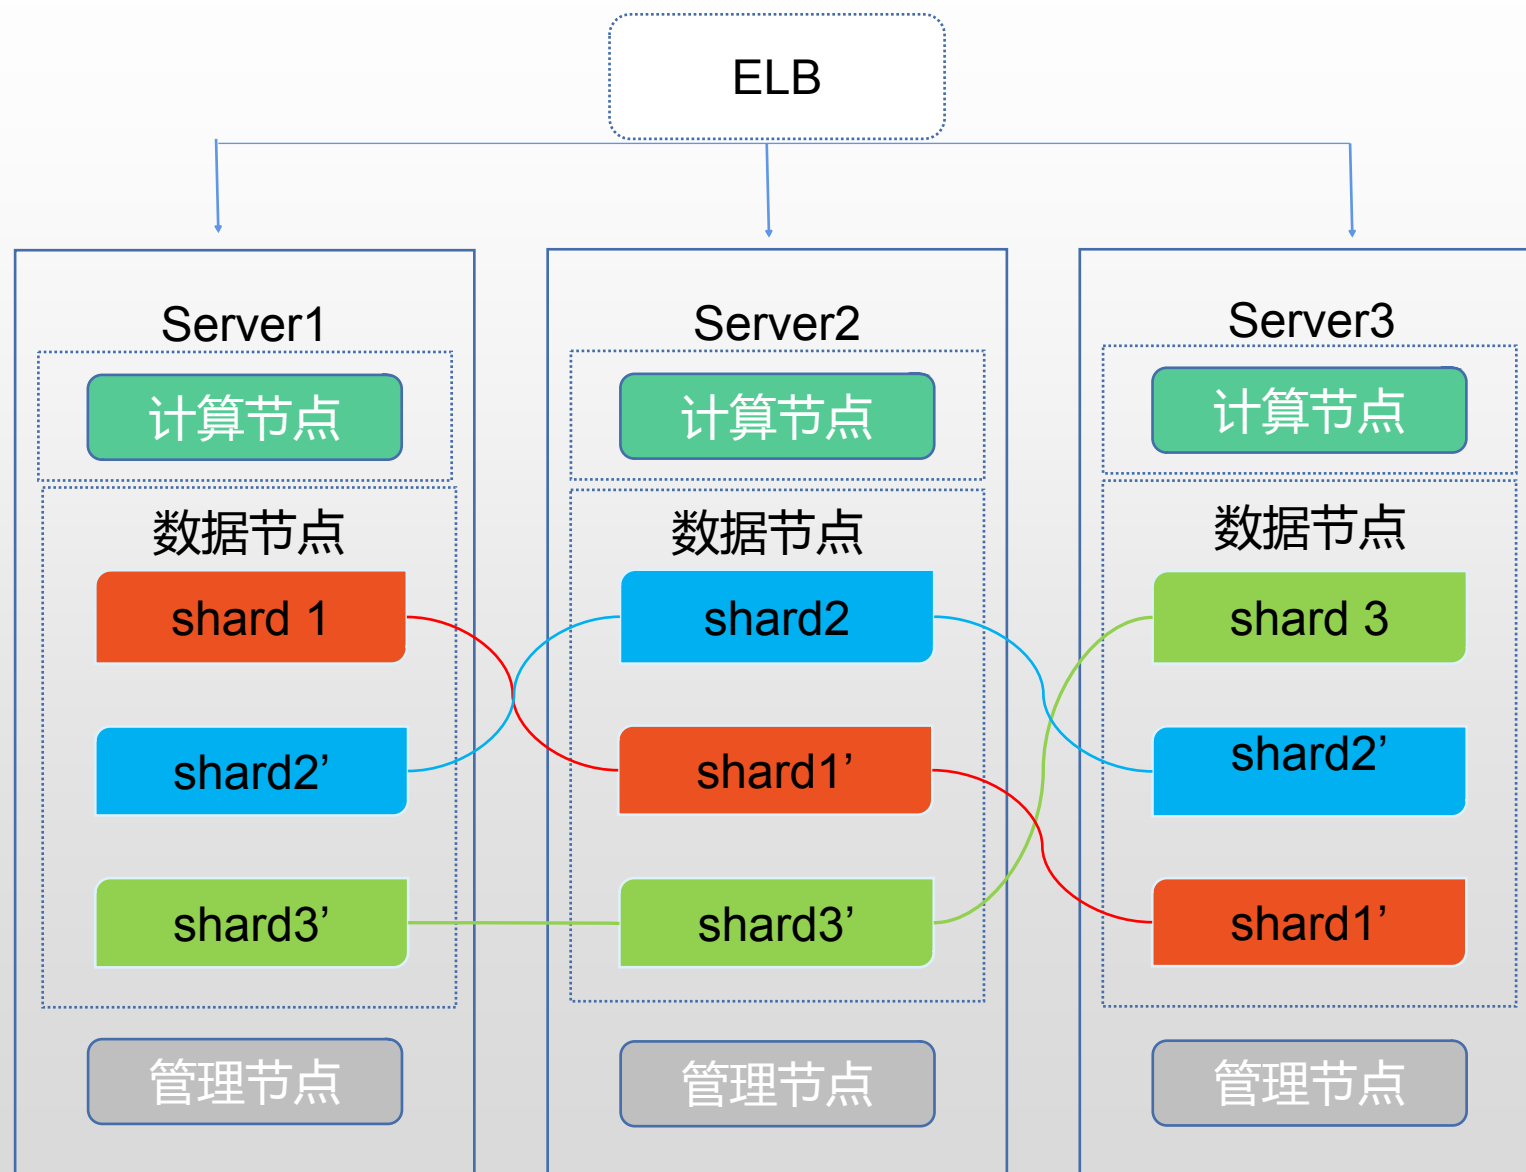 ELB
Server1
计算节点
数据节点
shard 1
shard2’
shard3’
管理节点
Server2
计算节点
数据节点
shard2
shard1’
shard3’
管理节点
Server3
计算节点
数据节点
shard 3
shard2’
shard1’
管理节点